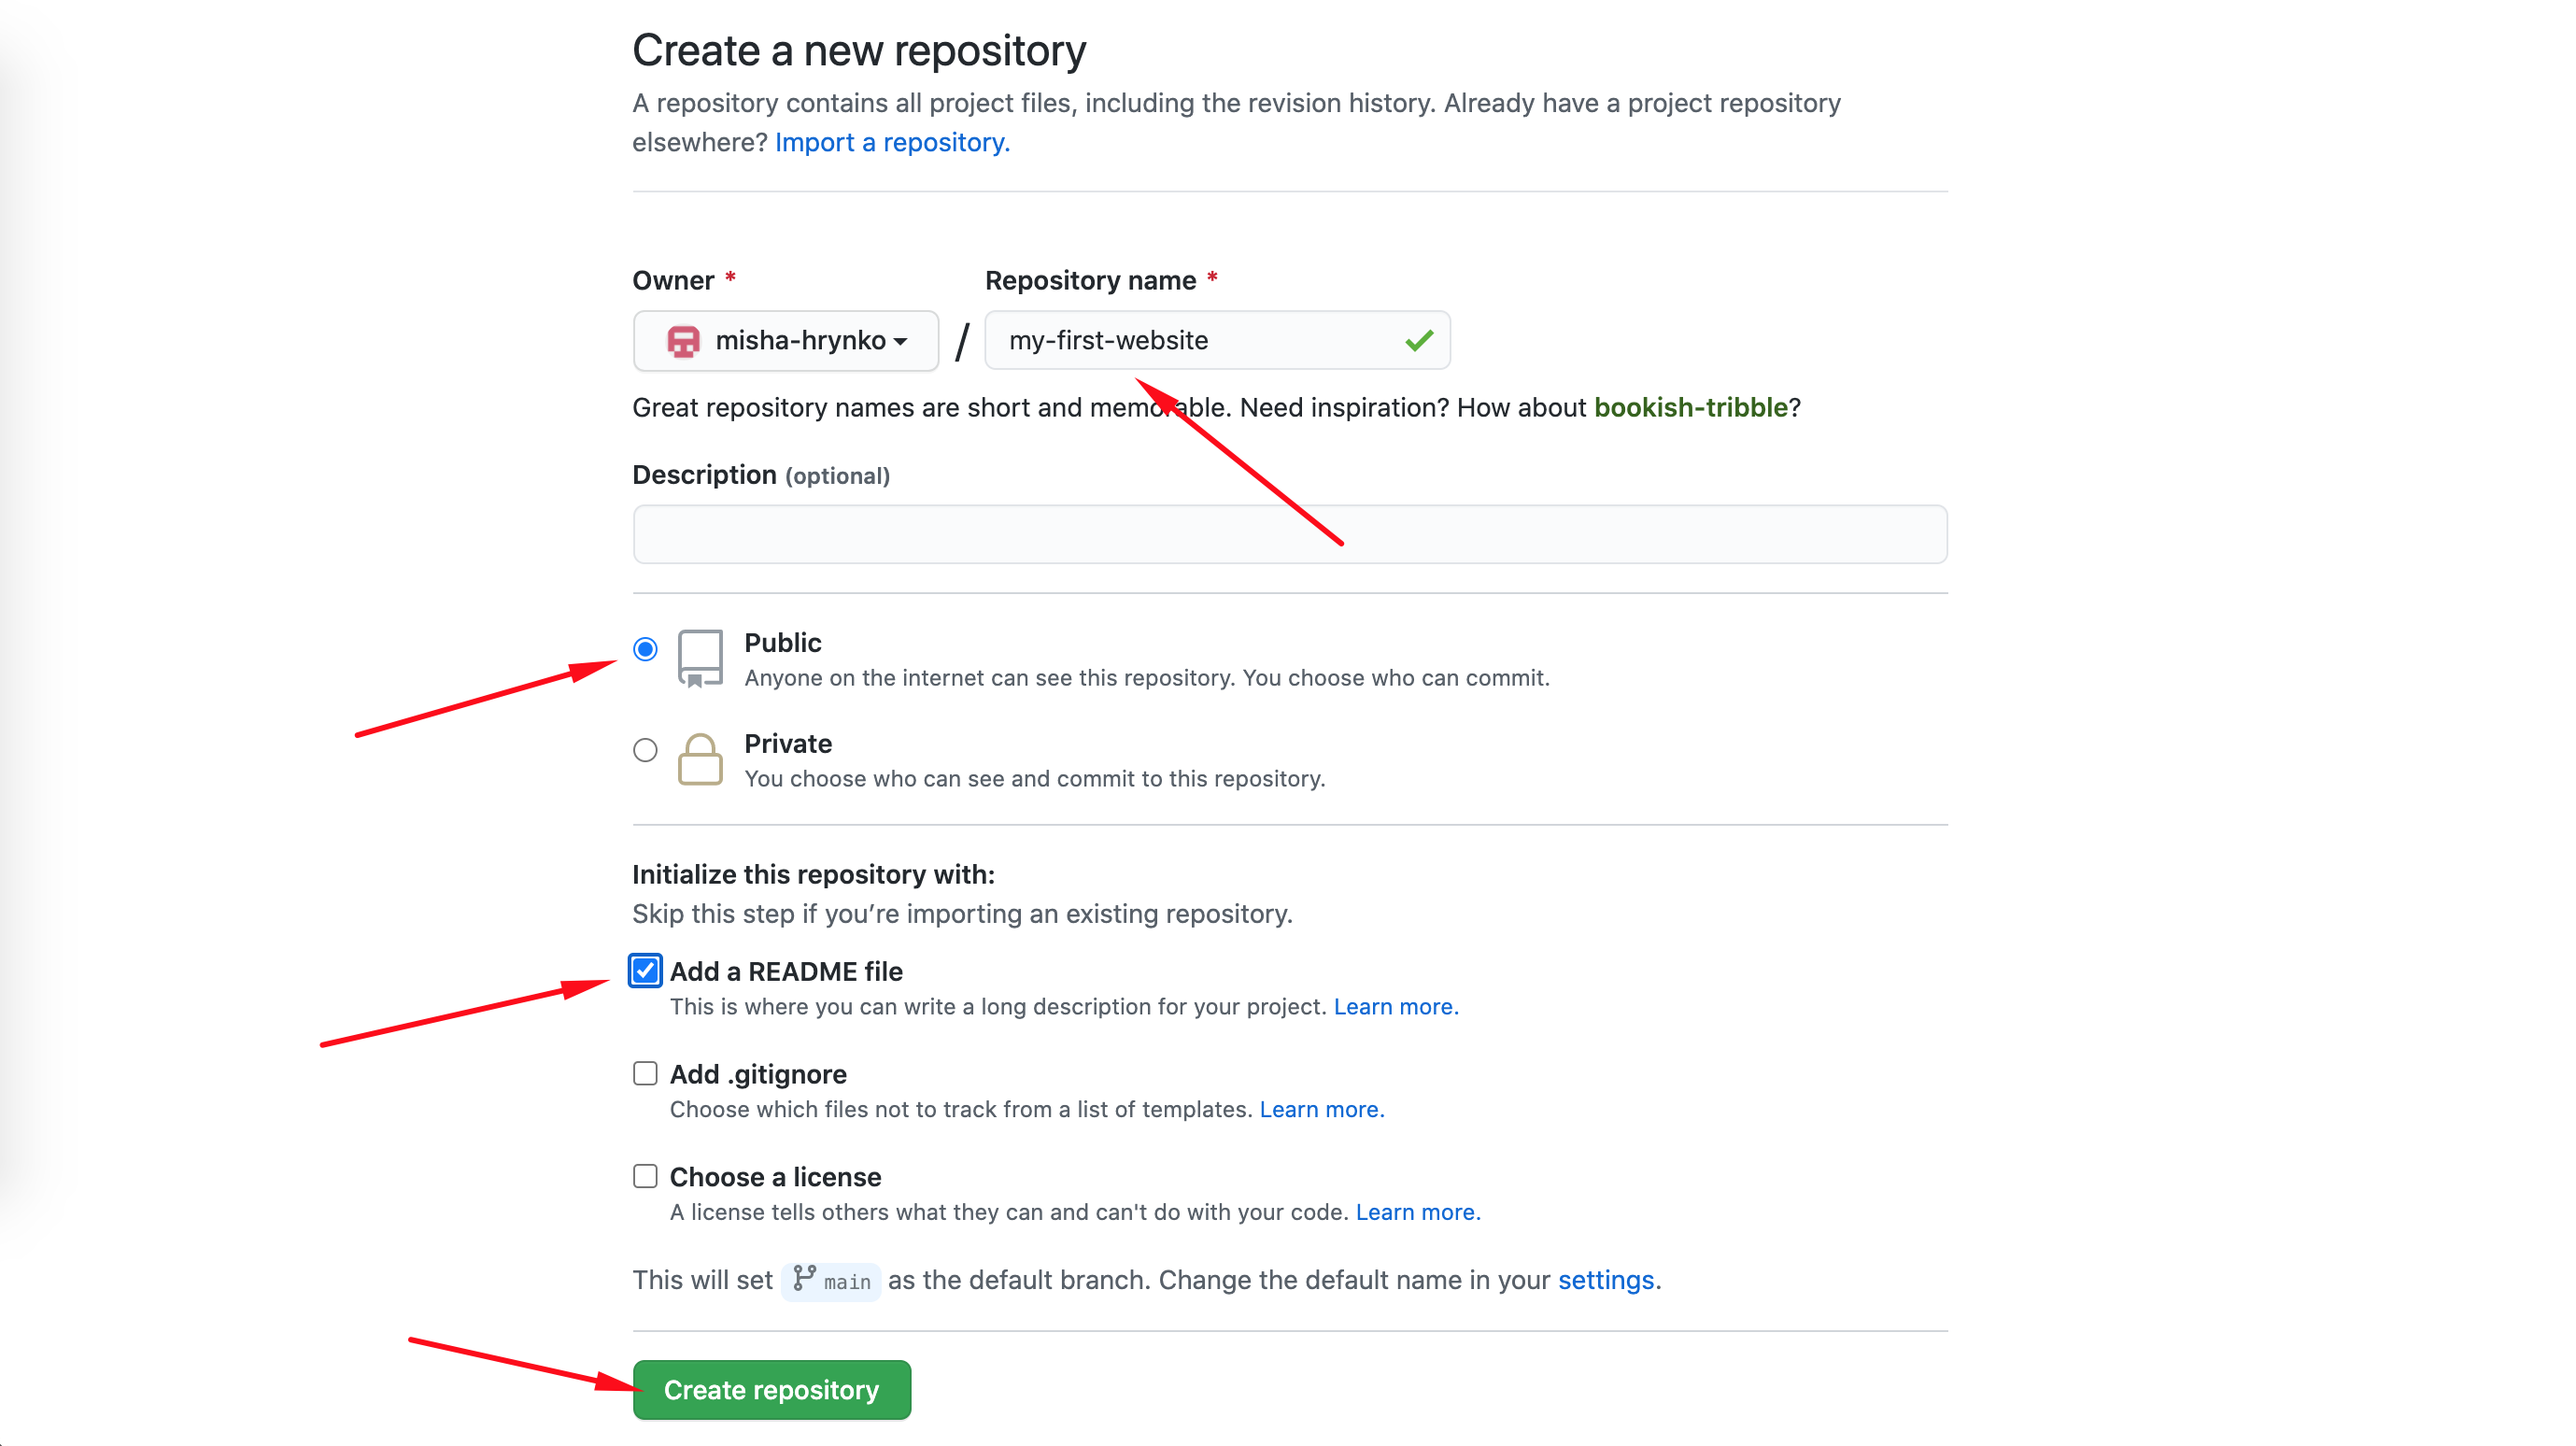 Create a new repository
A repository contains all project files, including the revision history. Already have a project repository
elsewhere? Import a repository.
Owner * Repository name *
misha-hrynko / my-first-website
Great repository names are short and memorable. Need inspiration? How about bookish-tribble?
Description (optional)
Public
Anyone on the internet can see this repository. You choose who can commit.
Private
You choose who can see and commit to this repository.
Initialize this repository with:
Skip this step if you’re importing an existing repository.
Add a README file
This is where you can write a long description for your project. Learn more.
Add .gitignore
Choose which files not to track from a list of templates. Learn more.
Choose a license
A license tells others what they can and can't do with your code. Learn more.
This will set main as the default branch. Change the default name in your settings.
Create repository